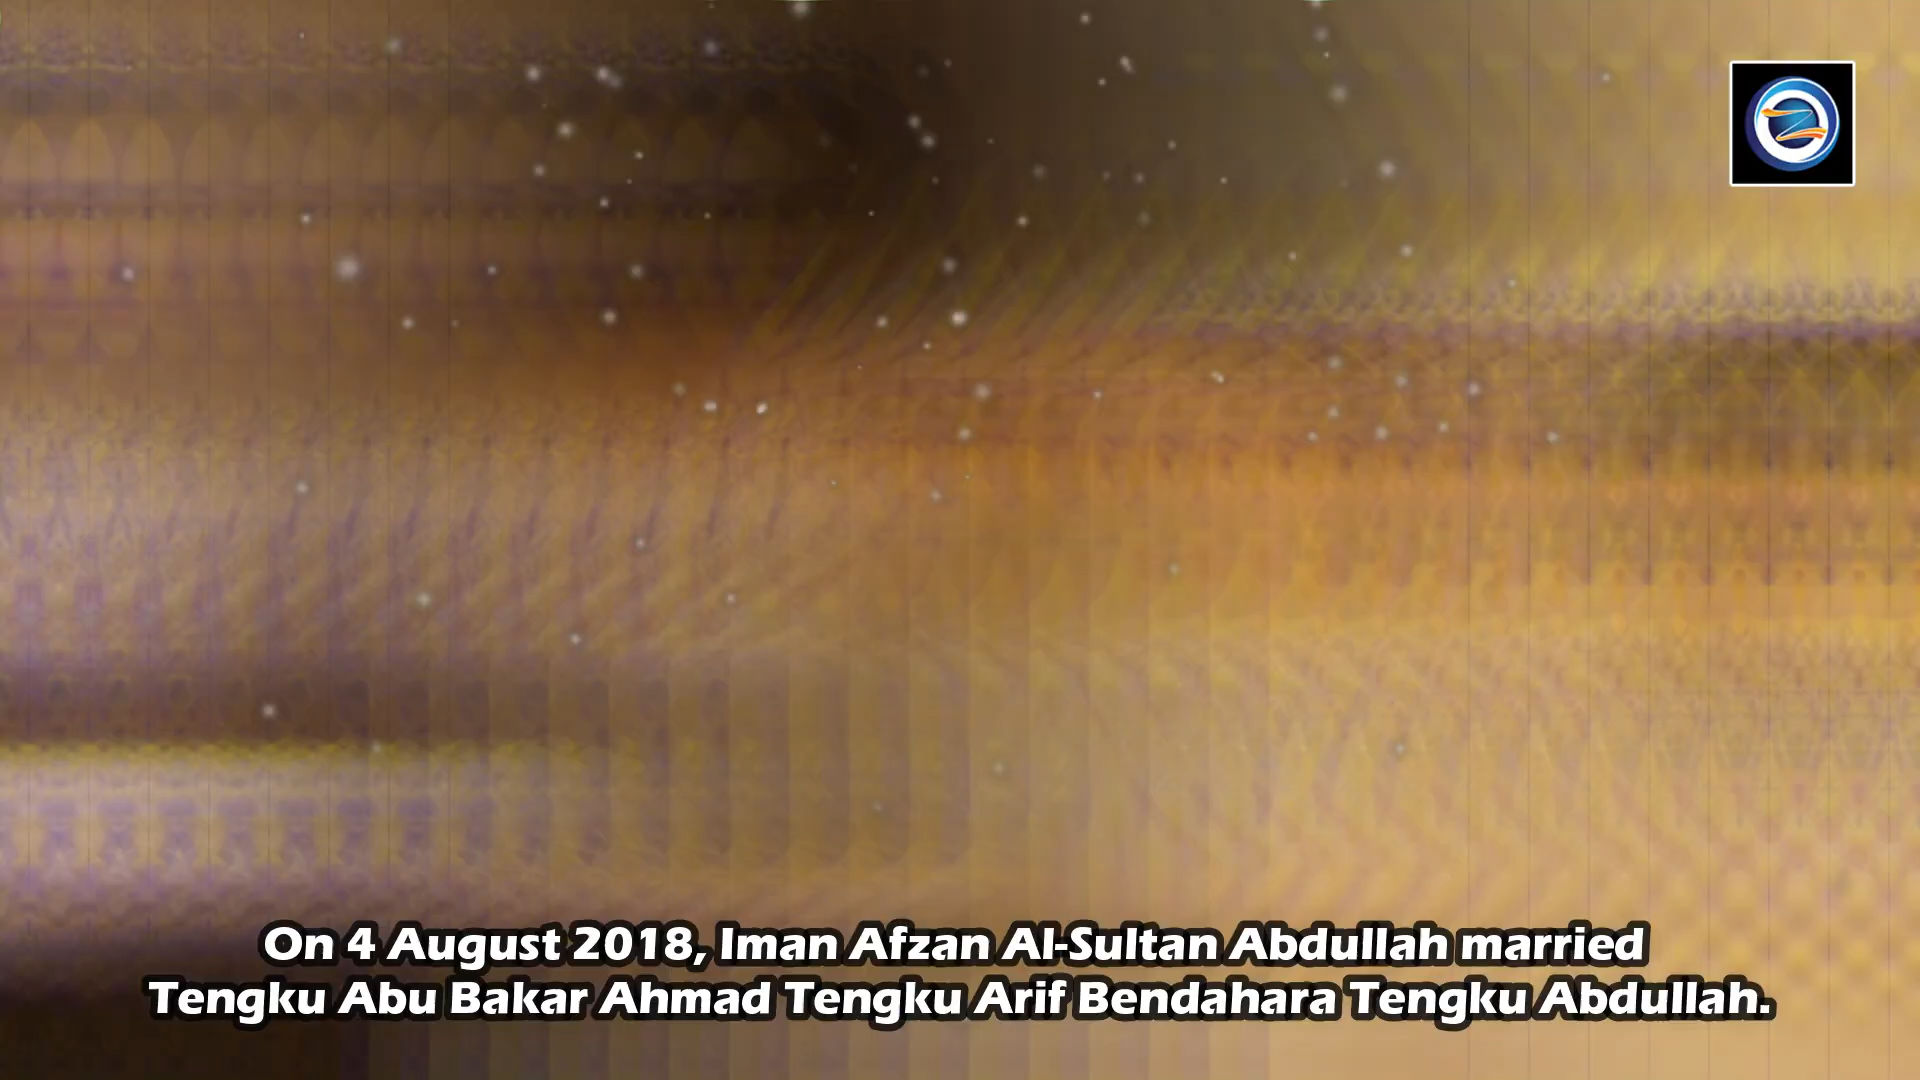 On 4 August 2018, Iman Afzan Al-Sultan Abdullah married
Tengku Abu Bakar Ahmad Tengku Arif Bendahara Tengku Abdullah.